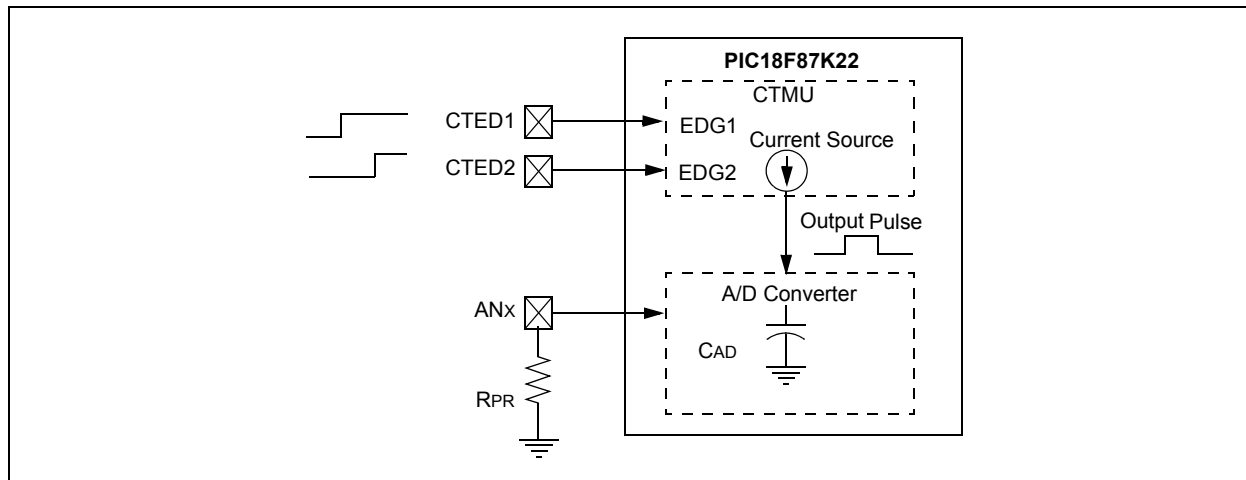 PIC18F87K22
CTMU
CTED1
EDG1
Current Source
CTED2
EDG2
Output Pulse
A/D Converter
ANX
CAD
RPR